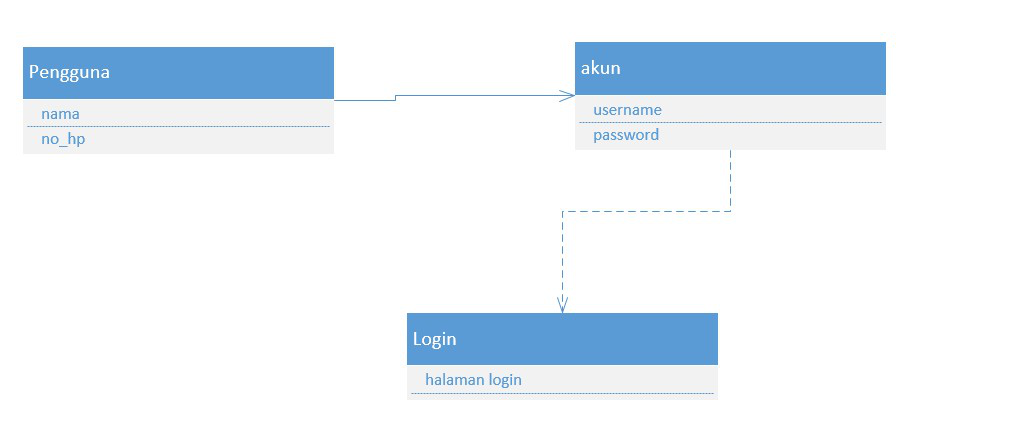 Pengguna
nama
no_hp
akun
username
password
Login
halaman login